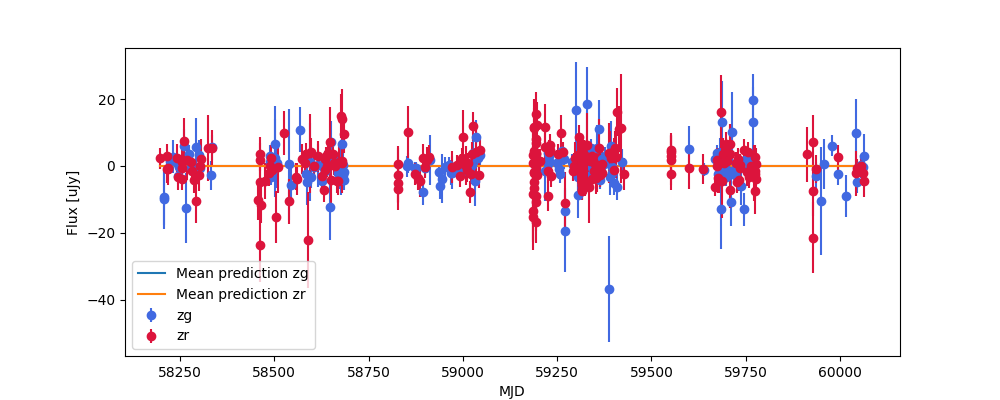 20
0
−20
−40
Flux [uJy]
Mean prediction zg
Mean prediction zr
zg
zr
58250 58500 58750 59000 59250 59500 59750 60000
MJD